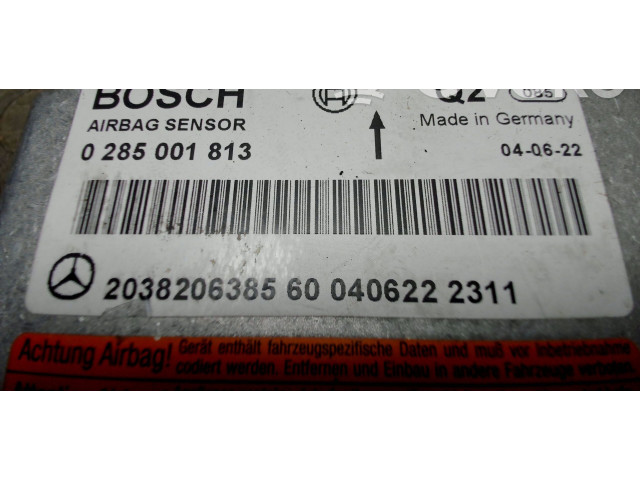 BOSCH
Q2 085
AIRBAG SENSOR
Made in Germany
0 285 001 813
04-06-22
2038206385 60 040622 2311
Achtung Airbag! Gerät enthält fahrzeugspezifische Daten und muß vor Inbetriebnahme
codiert werden. Entfernen und Einbau in andere Fahrzeuge verboten